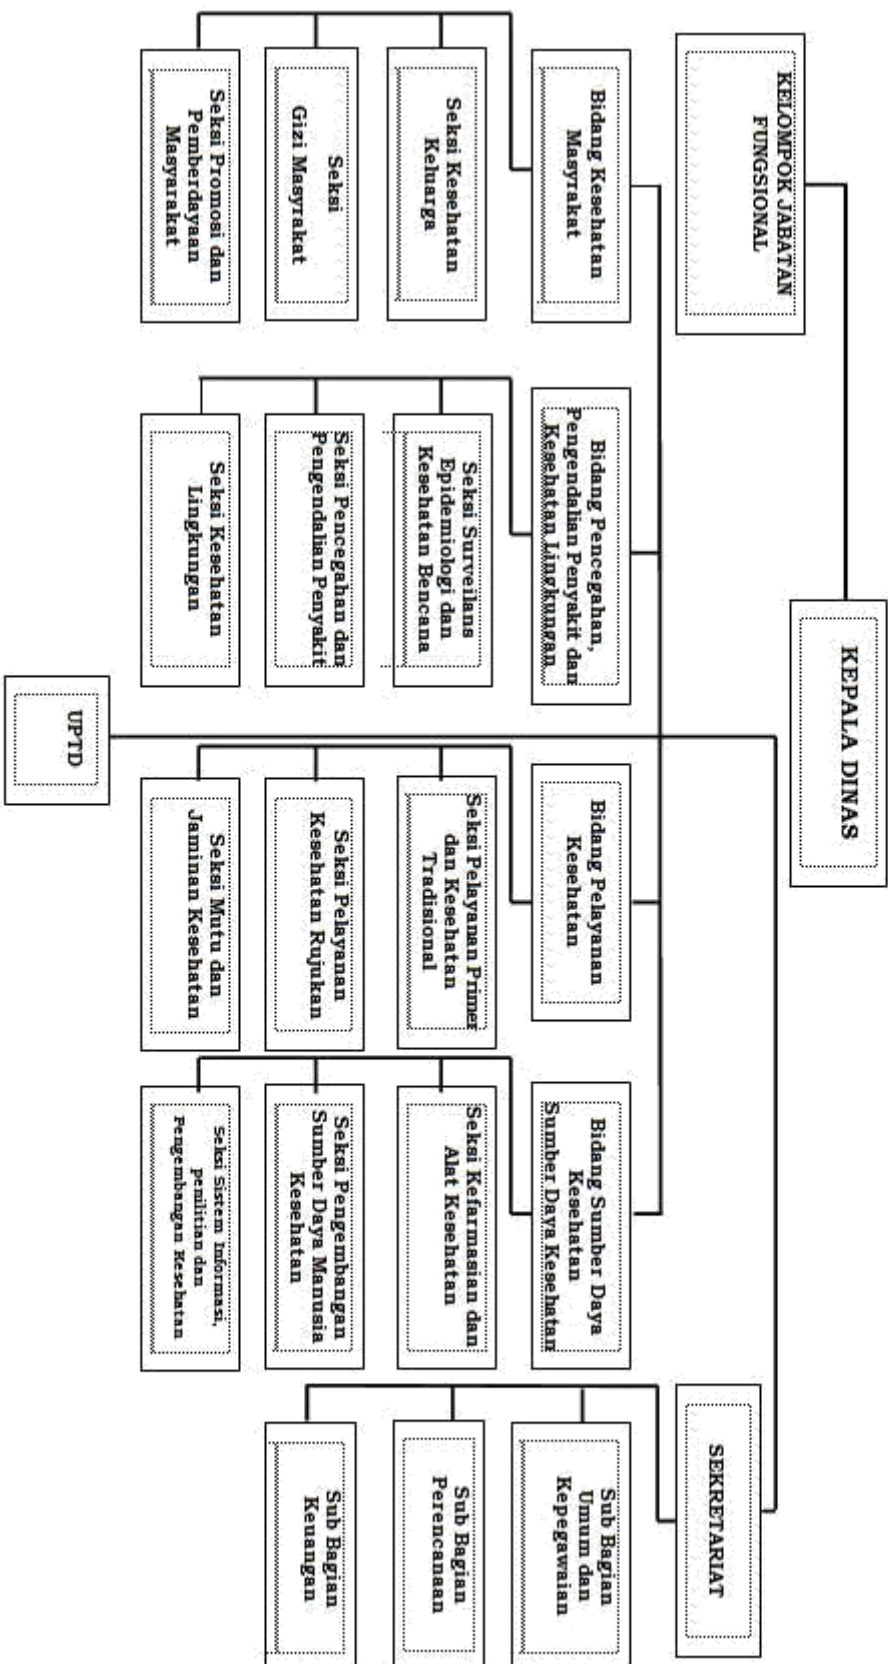 KEPALA DINAS
KELOMPOK JABATAN
FUNGSIONAL
SEKRETARIAT
Sub Bagian
Umum dan
Kepegawaian
Sub Bagian
Perencanaan
Sub Bagian
Keuangan
Bidang Kesehatan
Masyrakat
Seksi Kesehatan
Keluarga
Seksi
Gizi Masyrakat
Seksi Promosi dan
Pemberdayaan
Masyarakat
Bidang Pencegahan,
Pengendalian Penyakit dan
Kesehatan Lingkungan
Seksi Surveilans
Epidemiologi dan
Kesehatan Bencana
Seksi Pencegahan dan
Pengendalian Penyakit
Seksi Kesehatan
Lingkungan
Bidang Pelayanan
Kesehatan
Seksi Pelayanan Primer
dan Kesehatan
Tradisional
Seksi Pelayanan
Kesehatan Rujukan
Seksi Mutu dan
Jaminan Kesehatan
Bidang Sumber Daya
Kesehatan
Sumber Daya Kesehatan
Seksi Kefarmasian dan
Alat Kesehatan
Seksi Pengembangan
Sumber Daya Manusia
Kesehatan
Seksi Sistem Informasi,
penilitian dan
Pengembangan Kesehatan
UPTD